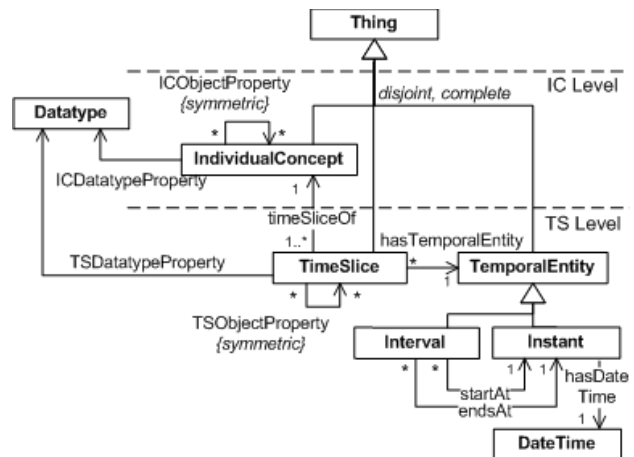 Thing
ICObjectProperty
{symmetric}
IC Level
disjoint, complete
Datatype
* *
IndividualConcept
ICDatatypeProperty
1
timeSliceOf
TS Level
1..*
hasTemporalEntity
TSDatatypeProperty
TimeSlice
*
1
TemporalEntity
* *
TSObjectProperty
{symmetric}
Interval
Instant
* *
1 1
hasDate
Time
startAt
endsAt
1
DateTime